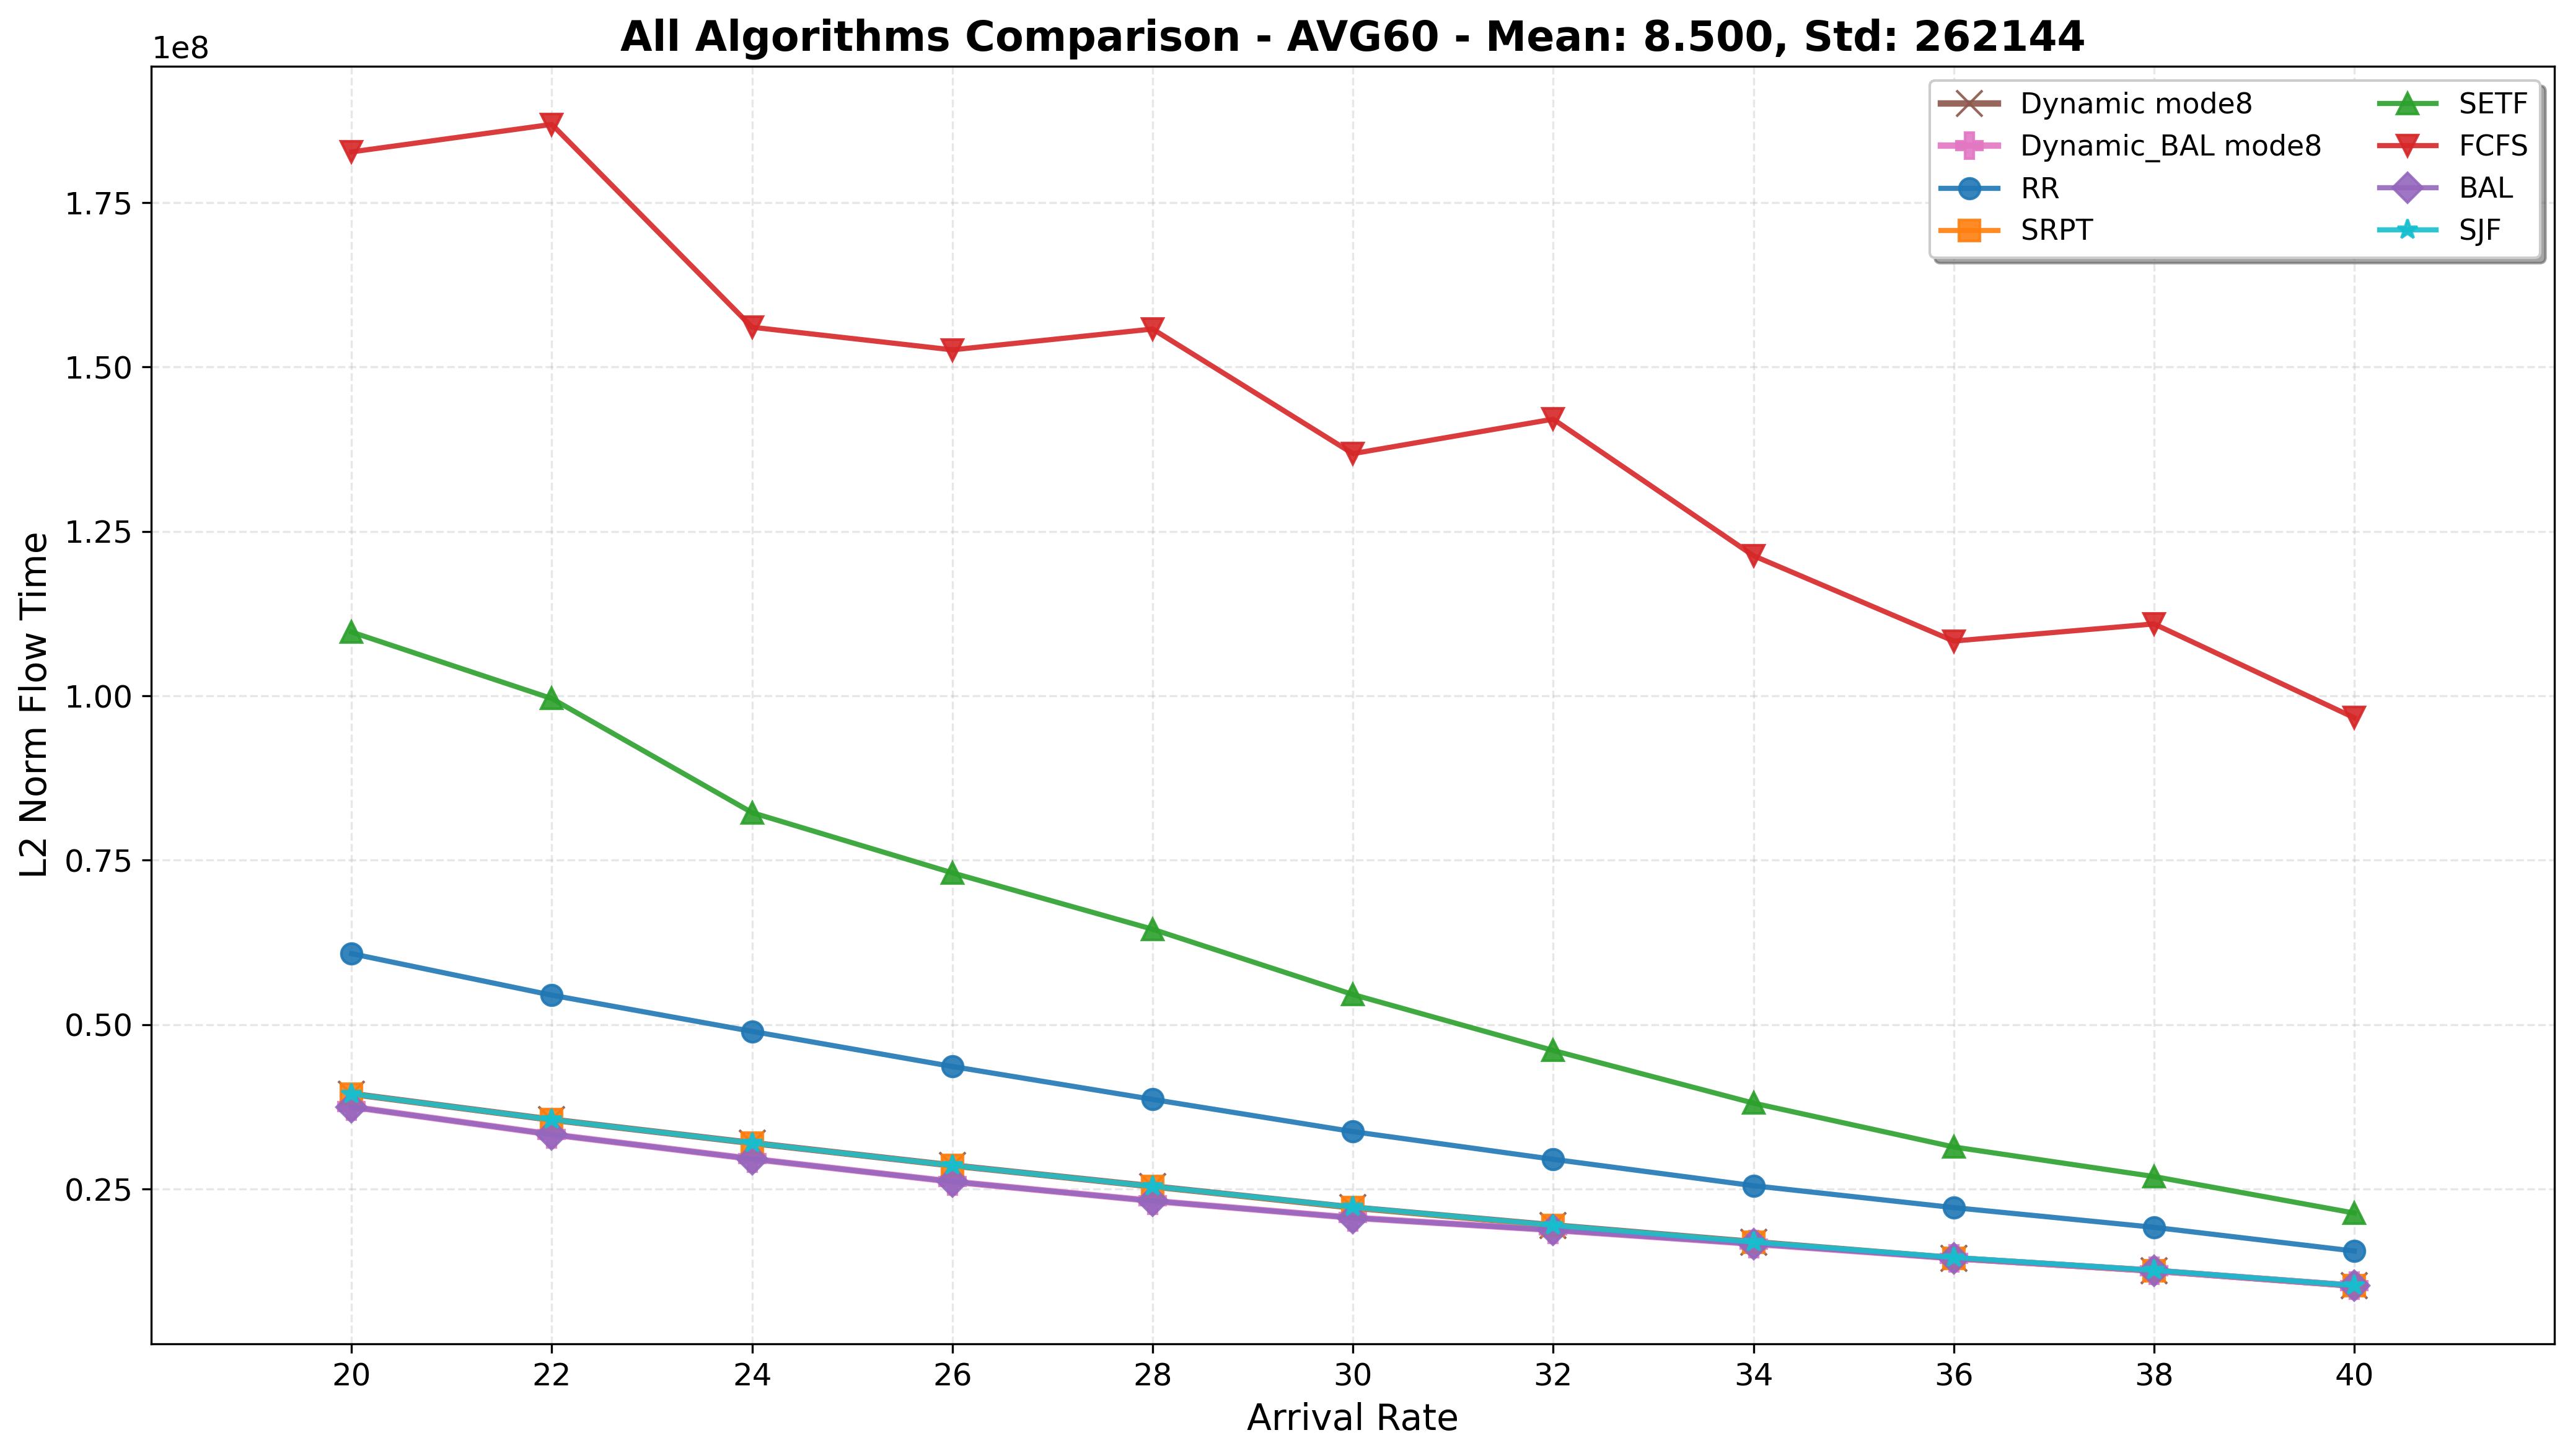 All Algorithms Comparison - AVG60 - Mean: 8.500, Std: 262144
1e8
Dynamic mode8
Dynamic_BAL mode8
RR
SRPT
SETF
FCFS
BAL
SJF
L2 Norm Flow Time
1.75
1.50
1.25
1.00
0.75
0.50
0.25
20 22 24 26 28 30 32 34 36 38 40
Arrival Rate